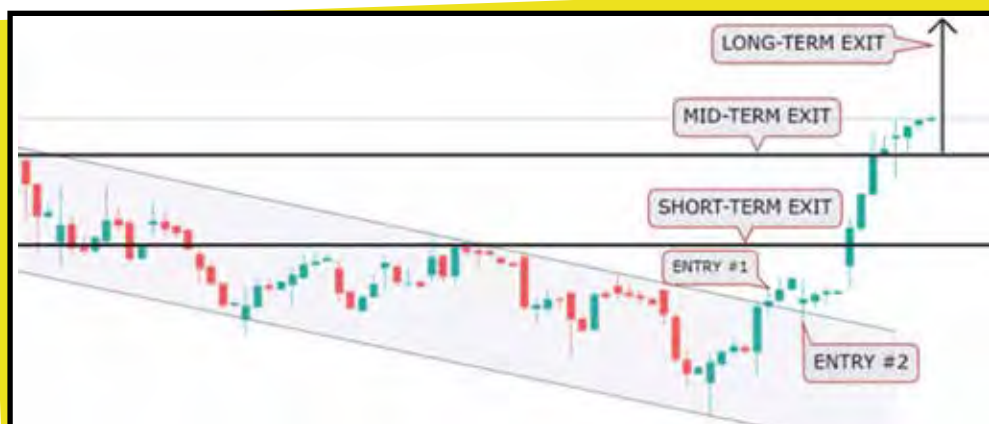 LONG-TERM EXIT
MID-TERM EXIT
SHORT-TERM EXIT
ENTRY #1
ENTRY #2